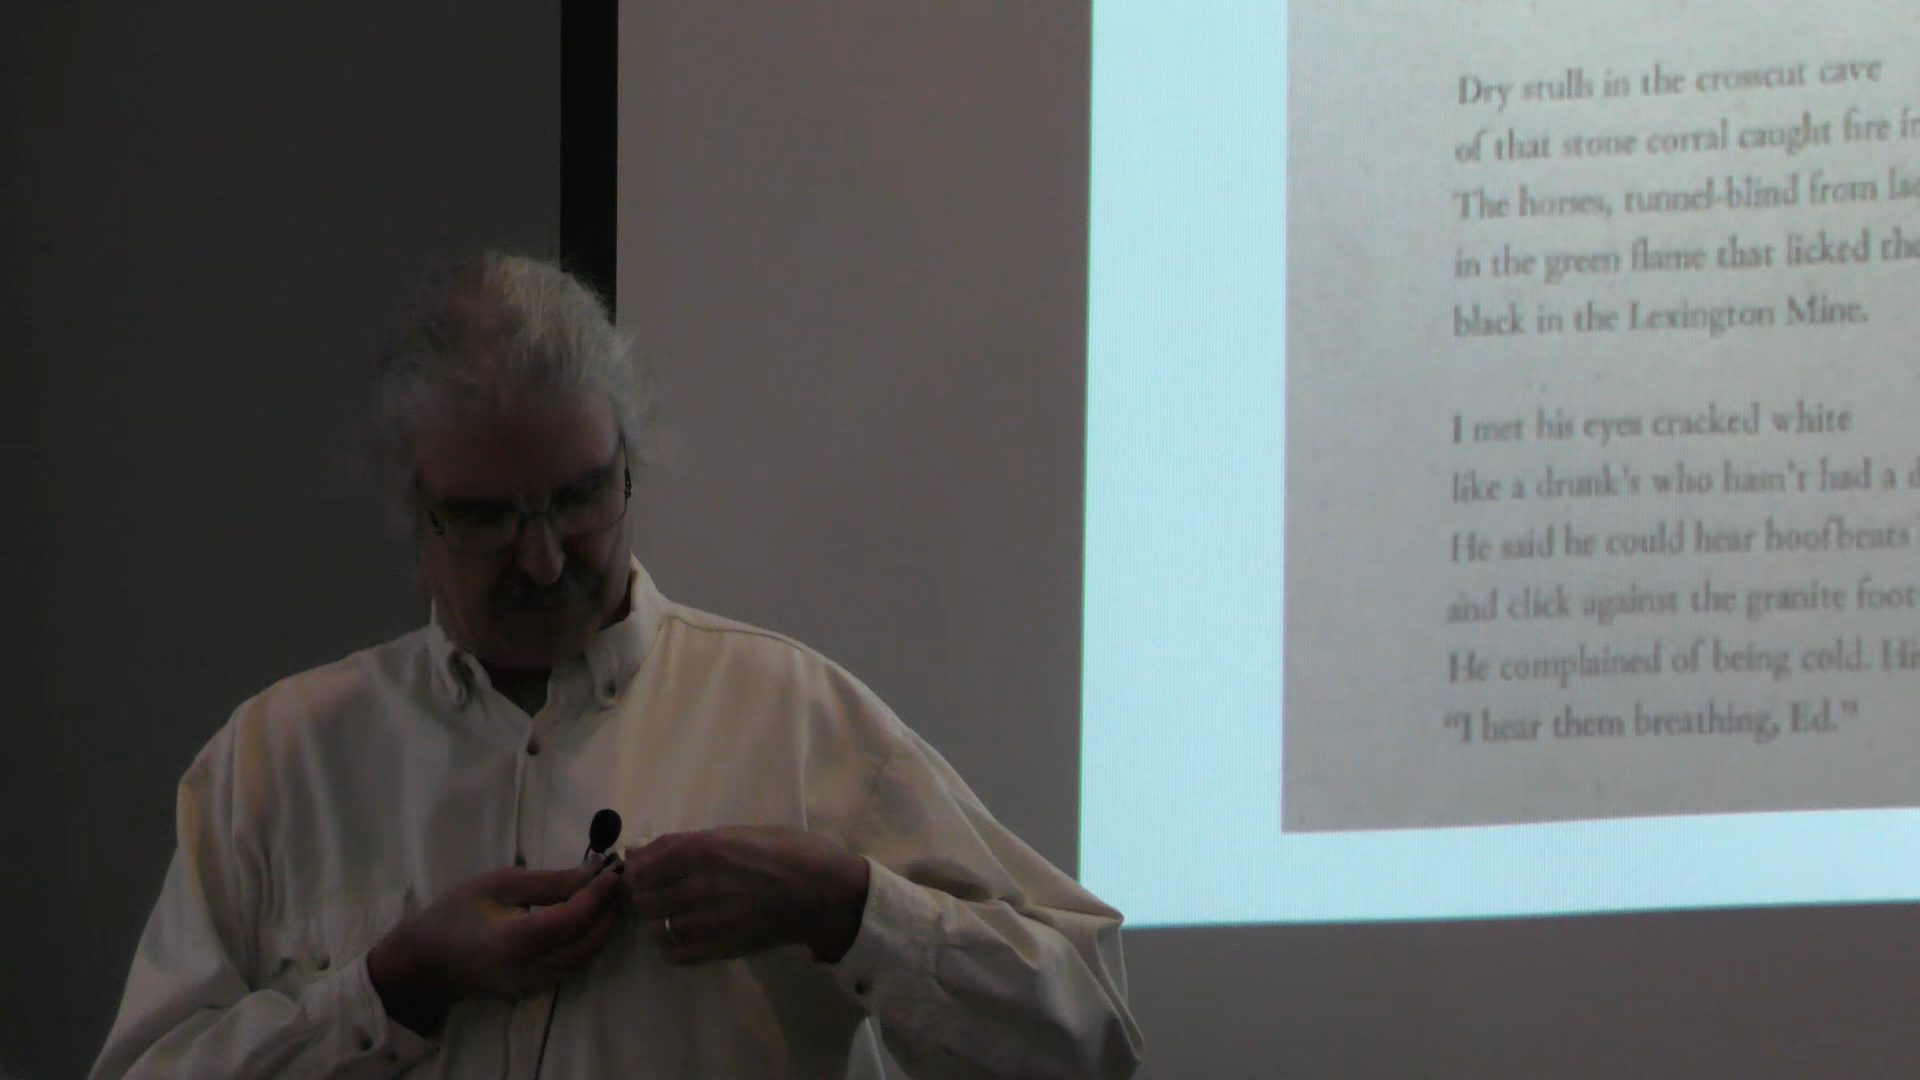 Dry stulls in the crosscut cave
of that stone corral caught fire in
The horses, tunnel-blind from
in the green flame that licked the
black in the Lexington Mine.
I met his eyes cracked white
like a drunk's who hasn't had a
He said he could hear hoofbeats
and click against the granite
He complained of being cold.
"I hear them breathing, Ed."